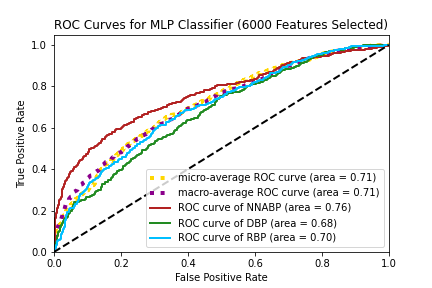 ROC Curves for MLP Classifier (6000 Features Selected)
True Positive Rate
1.0
0.8
0.6
0.4
0.2
0.0
micro-average ROC curve (area = 0.71)
macro-average ROC curve (area = 0.71)
ROC curve of NNABP (area = 0.76)
ROC curve of DBP (area = 0.68)
ROC curve of RBP (area = 0.70)
0.0 0.2 0.4 0.6 0.8 1.0
False Positive Rate